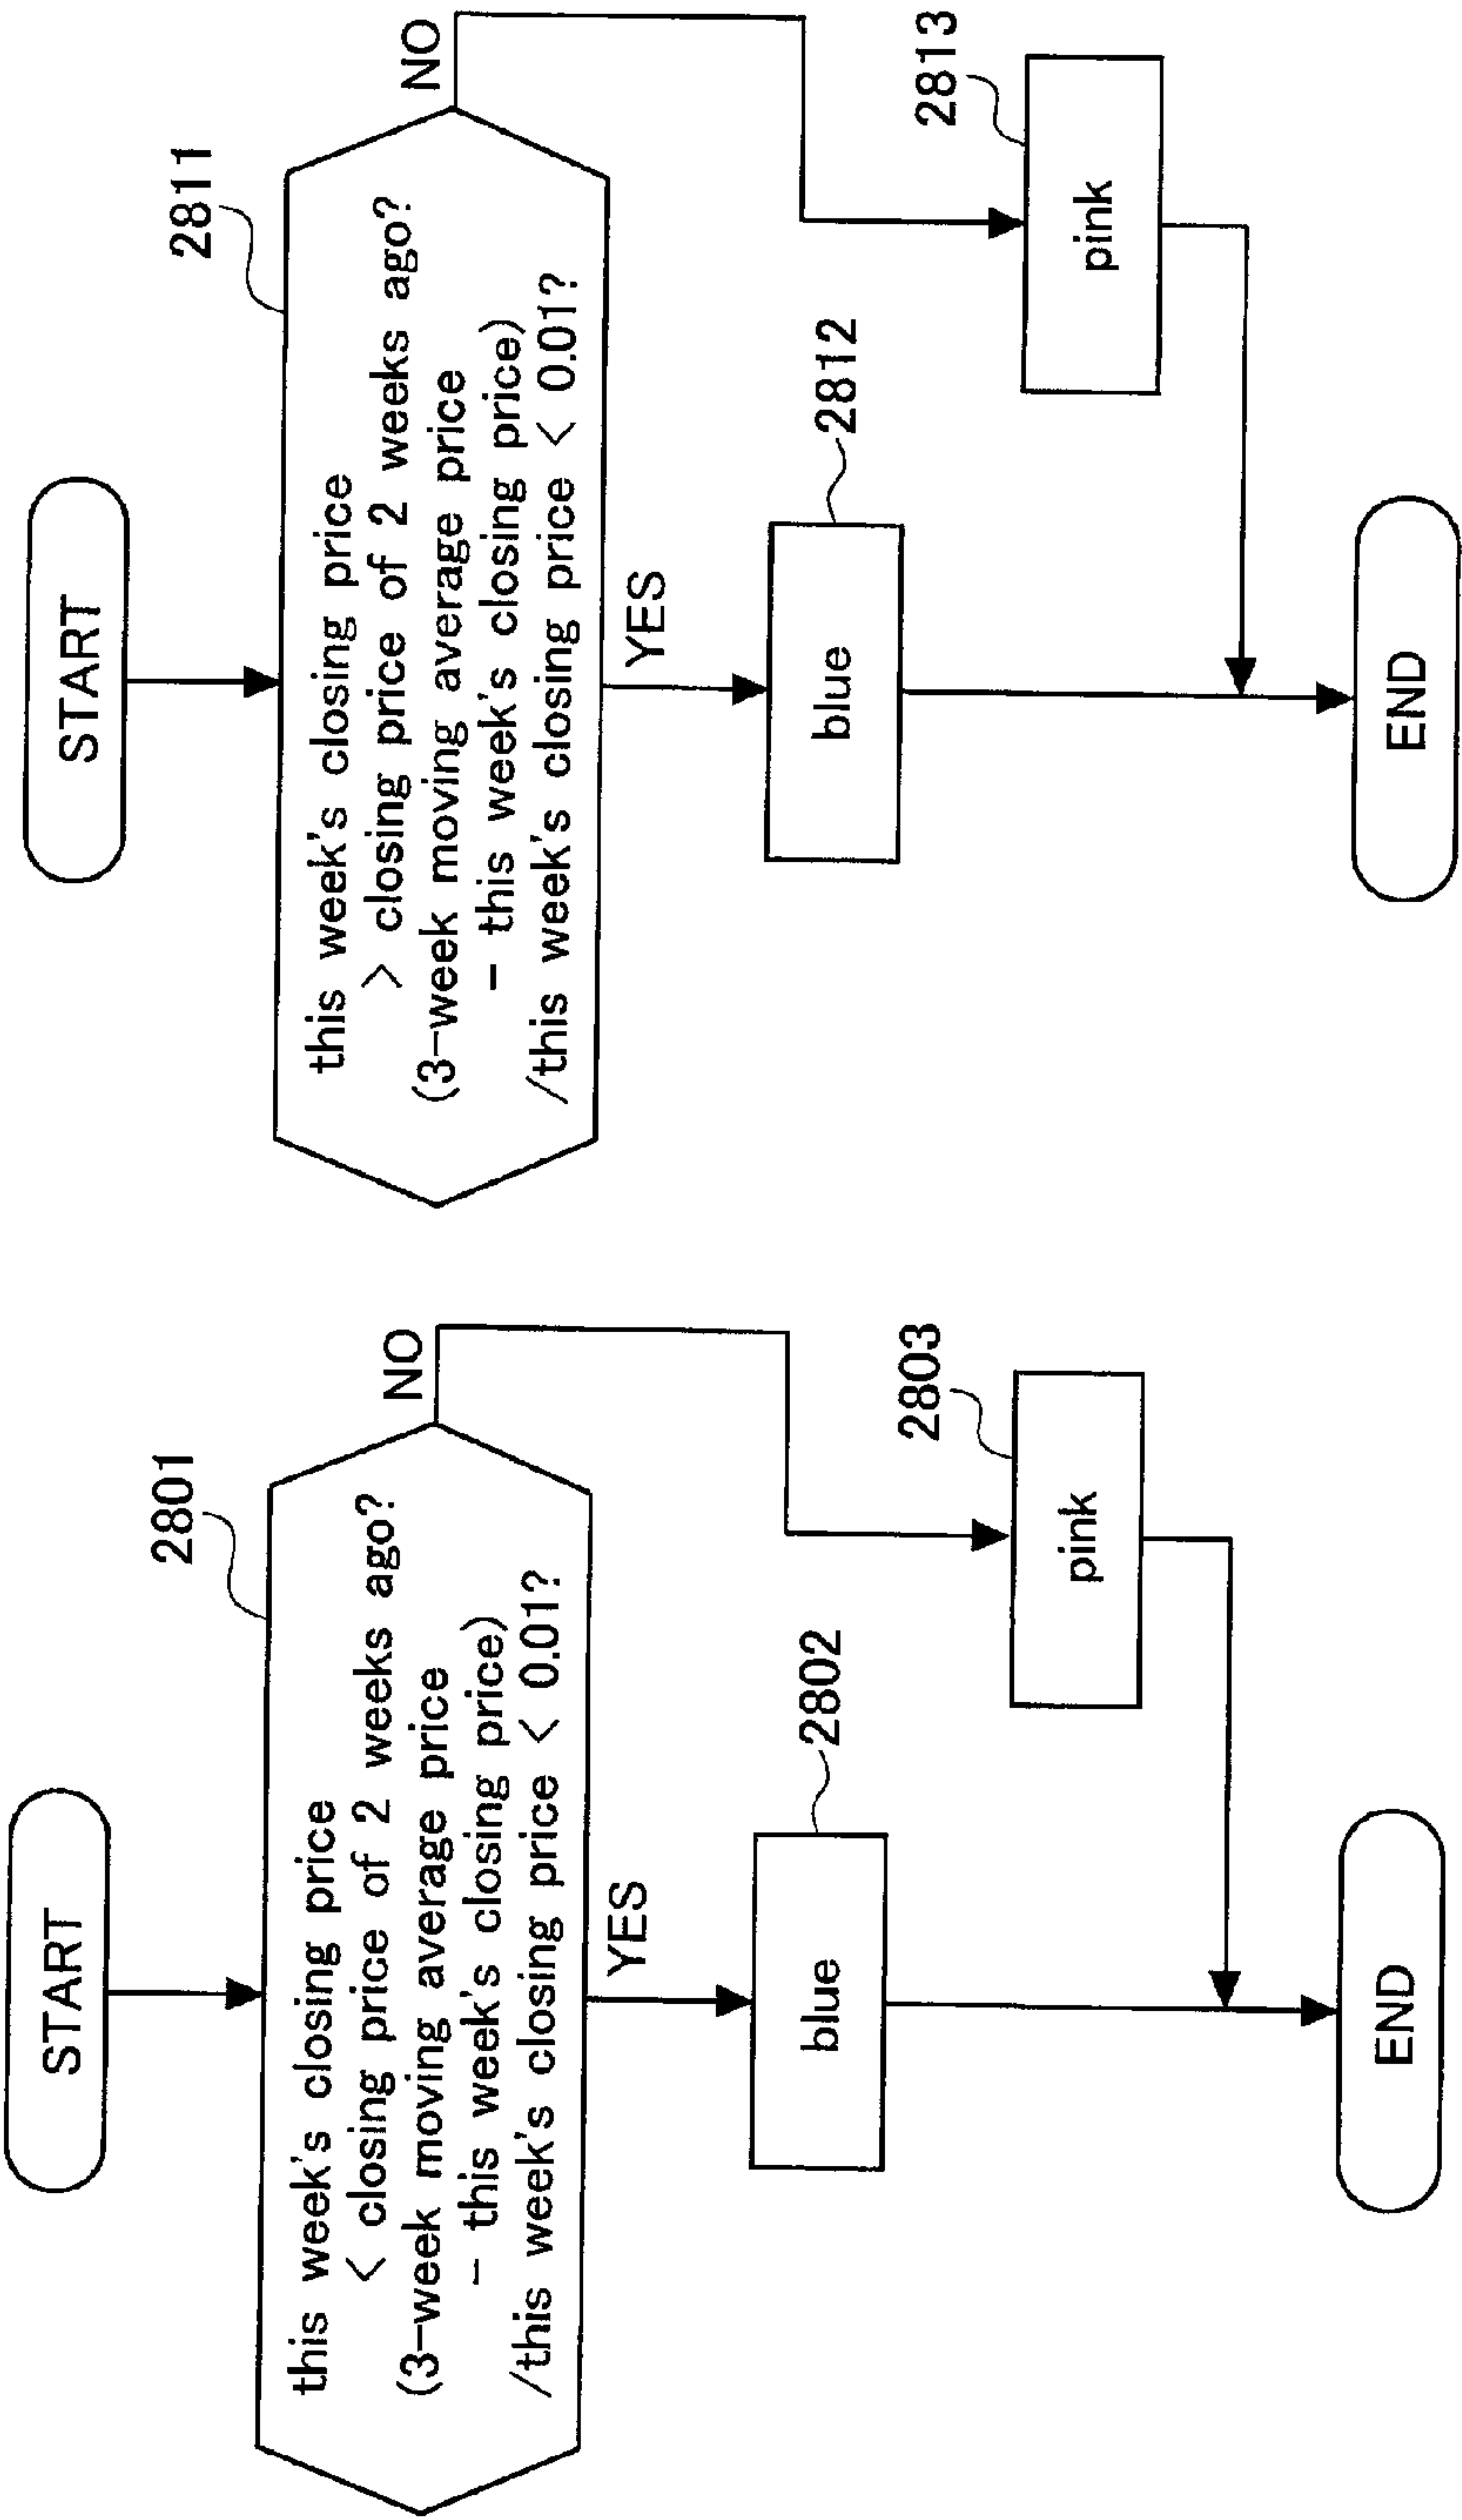 START
2801
this week's closing price
< closing price of 2 weeks ago?
(3-week moving average price
- this week's closing price)
/this week's closing price < 0.01?
NO
YES
2802
blue
2803
pink
END
START
2811
this week's closing price
> closing price of 2 weeks ago?
(3-week moving average price
- this week's closing price)
/this week's closing price < 0.01?
NO
YES
2812
blue
2813
pink
END